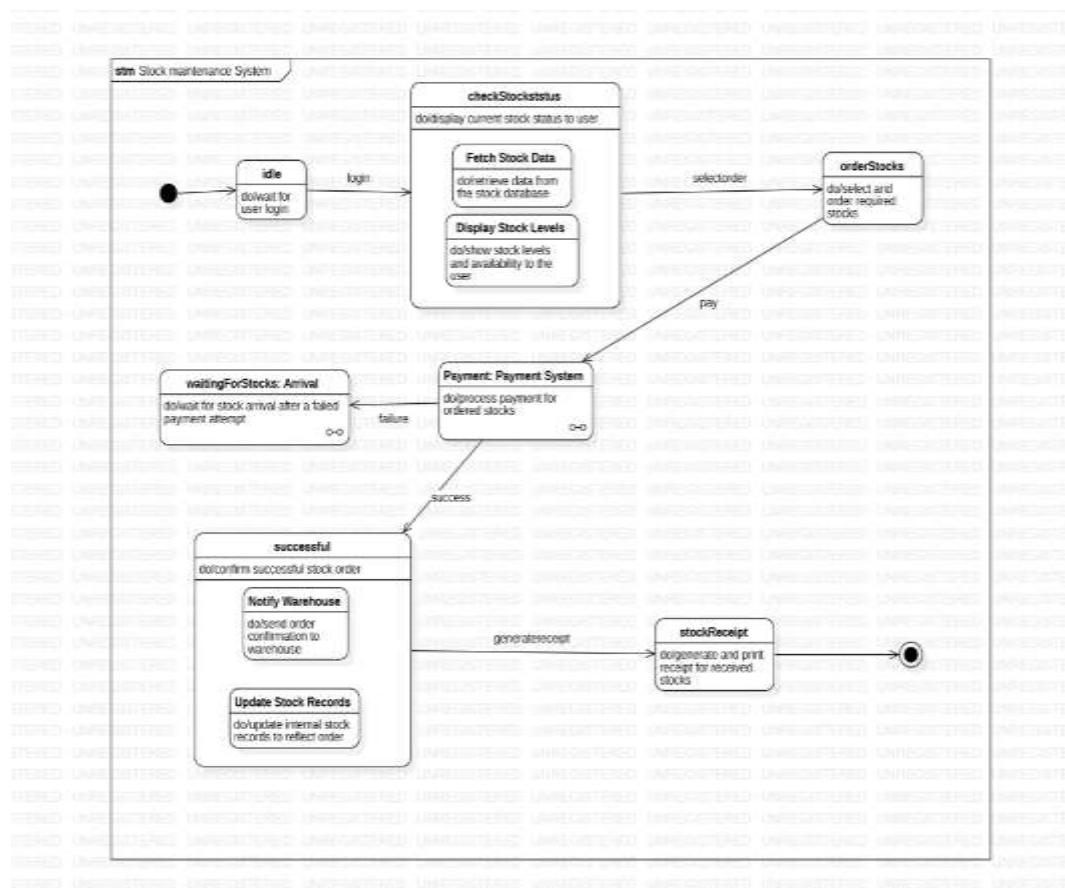 stm Stock maintenance System
checkStockststus
do/display current stock status to user
Fetch Stock Data
do/retrieve data from
the stock database
Display Stock Levels
do/show stock levels
and availability to the
user
idle
do/wait for
user login
login
selectorder
orderStocks
do/select and
order required
stocks
pay
waitingForStocks: Arrival
do/wait for stock arrival after a failed
payment attempt
failure
Payment: Payment System
do/process payment for
ordered stocks
success
successful
do/confirm successful stock order
Notify Warehouse
do/send order
confirmation to
warehouse
Update Stock Records
do/update internal stock
records to reflect order
generatereceipt
stockReceipt
do/generate and print
receipt for received
stocks
UNREGISTERED